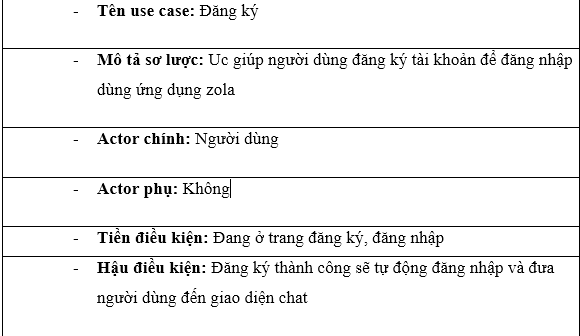 - Tên use case: Đăng ký
- Mô tả sơ lược: Uc giúp người dùng đăng ký tài khoản để đăng nhập
dùng ứng dụng zola
- Actor chính: Người dùng
- Actor phụ: Không
- Tiền điều kiện: Đang ở trang đăng ký, đăng nhập
- Hậu điều kiện: Đăng ký thành công sẽ tự động đăng nhập và đưa
người dùng đến giao diện chat